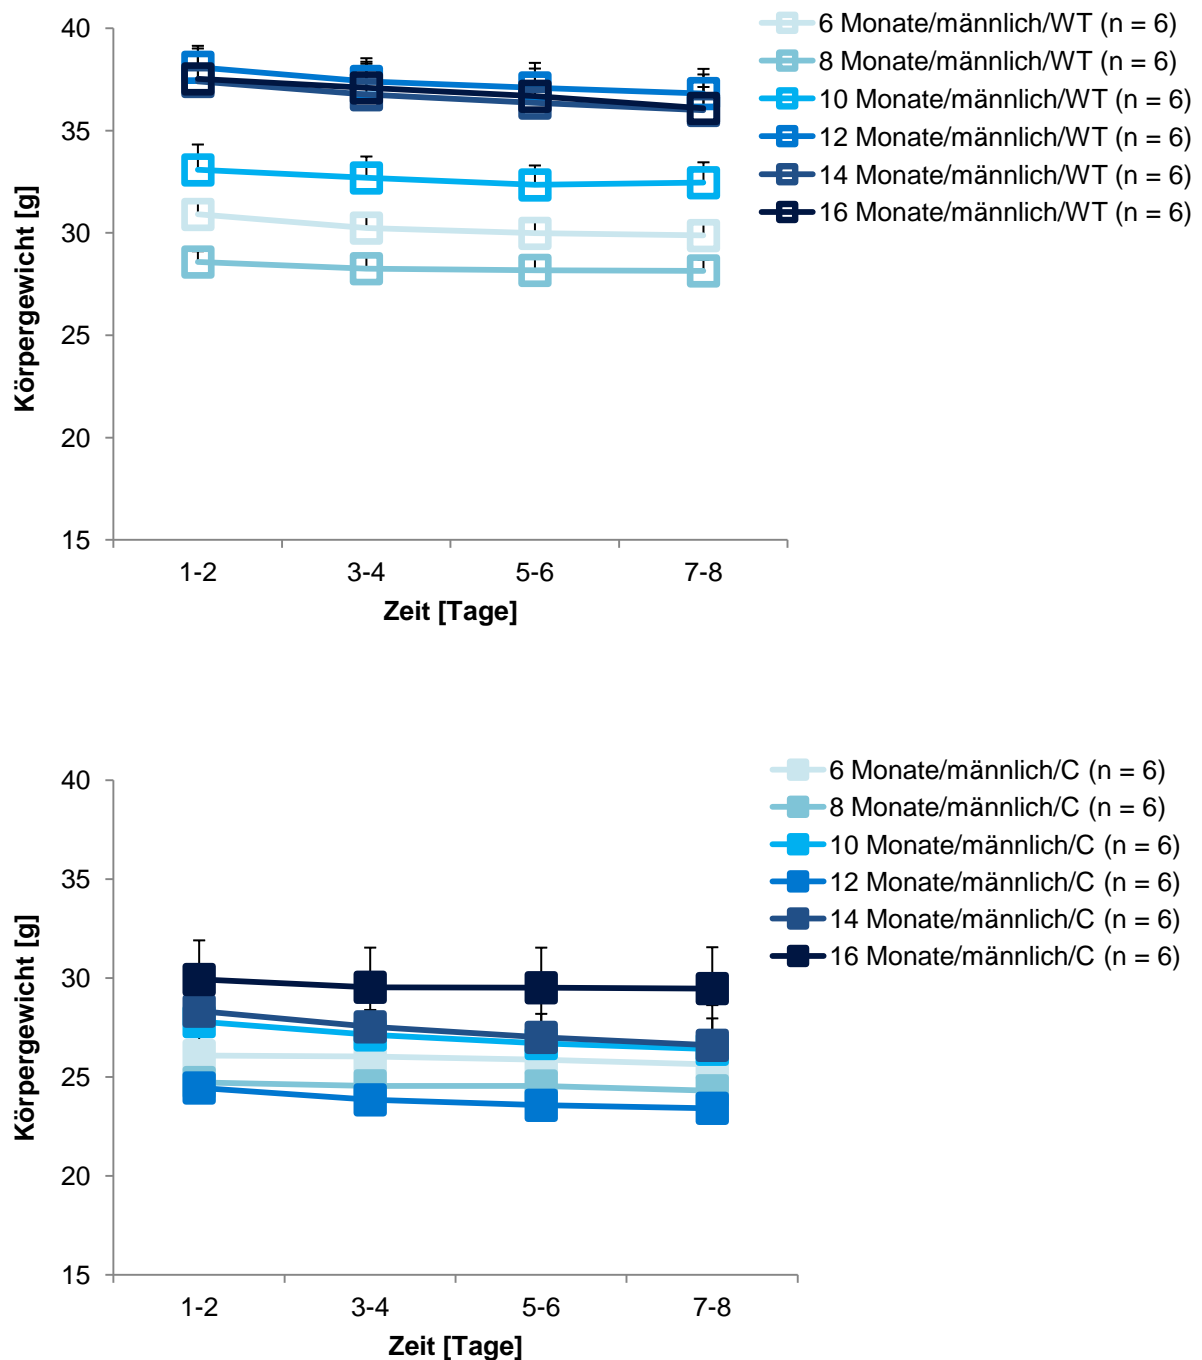 40
35
30
25
20
15
Körpergewicht [g]
1-2 3-4 5-6 7-8
Zeit [Tage]
6 Monate/männlich/WT (n = 6)
8 Monate/männlich/WT (n = 6)
10 Monate/männlich/WT (n = 6)
12 Monate/männlich/WT (n = 6)
14 Monate/männlich/WT (n = 6)
16 Monate/männlich/WT (n = 6)
40
35
30
25
20
15
Körpergewicht [g]
1-2 3-4 5-6 7-8
Zeit [Tage]
6 Monate/männlich/C (n = 6)
8 Monate/männlich/C (n = 6)
10 Monate/männlich/C (n = 6)
12 Monate/männlich/C (n = 6)
14 Monate/männlich/C (n = 6)
16 Monate/männlich/C (n = 6)